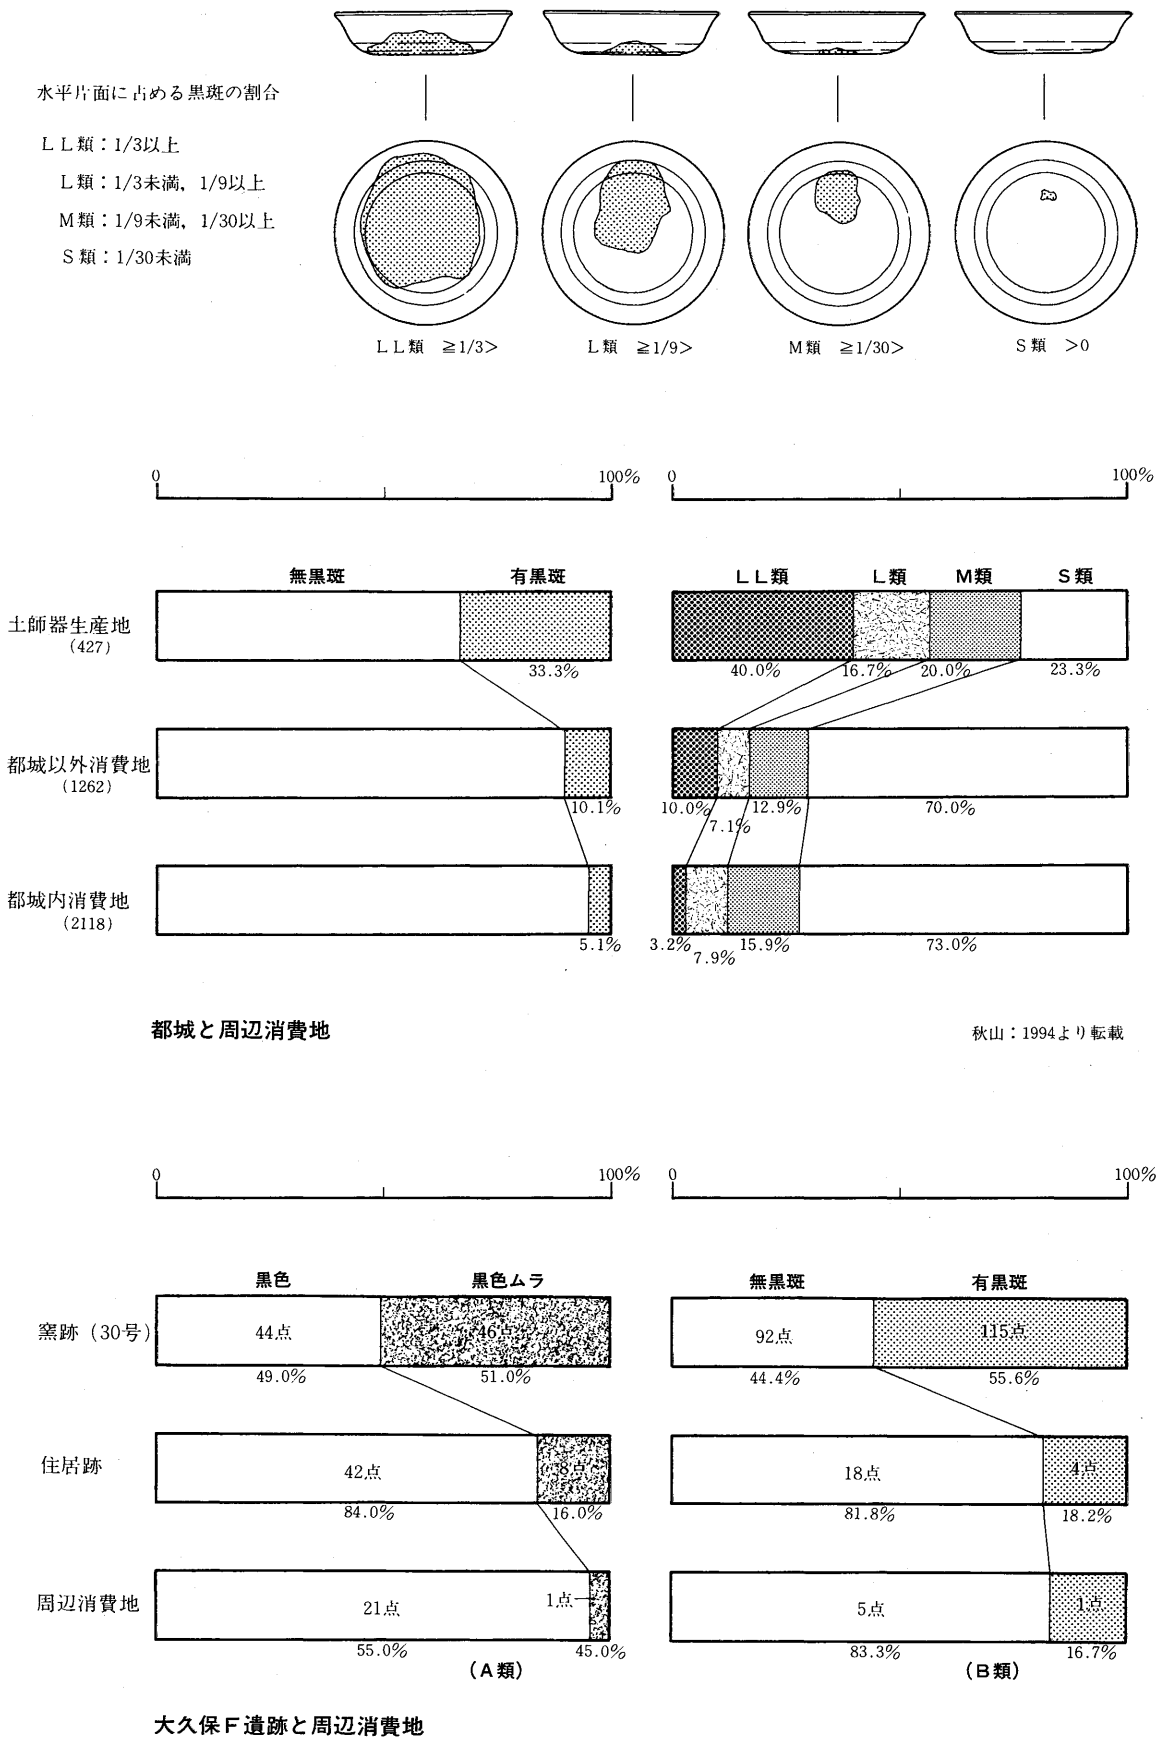 水平片面に占める黒斑の割合
LL類：1/3以上
L類：1/3未満，1/9以上
M類：1/9未満，1/30以上
S類：1/30未満
LL類　≧1/3>
L類　≧1/9>
M類　≧1/30>
S類　>0
0 100%
0 100%
無黒斑 有黒斑
LL類 L類 M類 S類
土師器生産地
(427)
33.3%
40.0% 16.7% 20.0% 23.3%
都城以外消費地
(1262)
10.1%
10.0% 7.1% 12.9% 70.0%
都城内消費地
(2118)
5.1%
3.2% 7.9% 15.9% 73.0%
都城と周辺消費地
秋山：1994より転載
0 100%
0 100%
黒色 黒色ムラ
無黒斑 有黒斑
窯跡（30号）
44点 46点
49.0% 51.0%
92点 115点
44.4% 55.6%
住居跡
42点 8点
84.0% 16.0%
18点 4点
81.8% 18.2%
周辺消費地
21点 1点
55.0% 45.0%
5点 1点
83.3% 16.7%
（A類）
（B類）
大久保F遺跡と周辺消費地